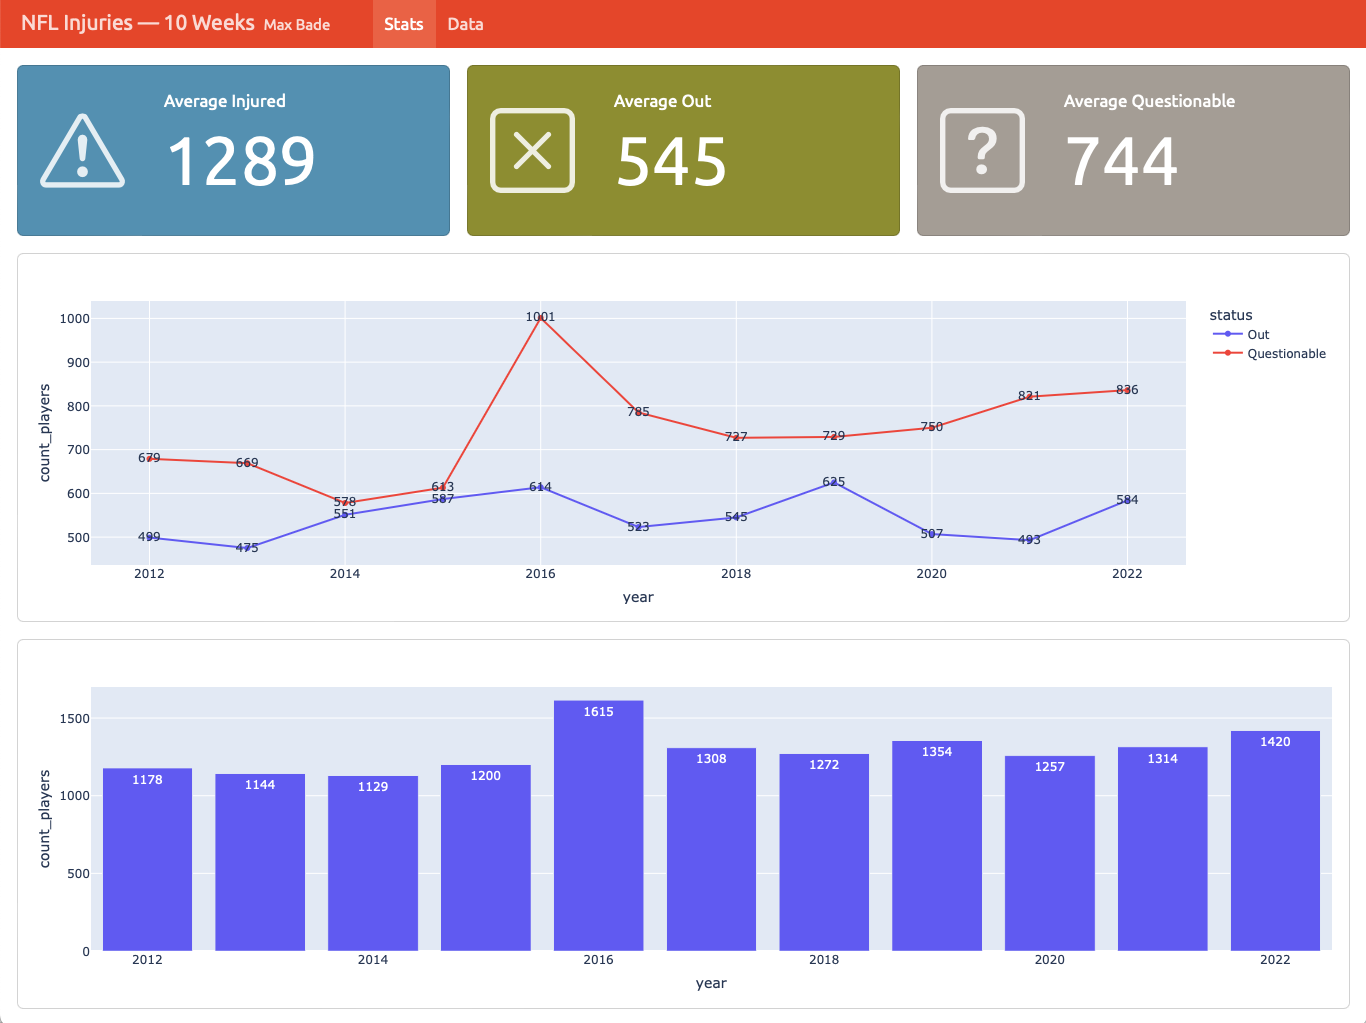 NFL Injuries — 10 Weeks Max Bade Stats Data
Average Injured
1289
Average Out
545
Average Questionable
744
?
count_players
1000
900
800
700
600
500
679
669
578
613
1001
785
727
729
750
821
836
499
475
551
587
614
523
545
625
507
493
584
2012 2014 2016 2018 2020 2022
year
status
Out
Questionable
count_players
1500
1000
500
0
1178 1144 1129 1200 1615 1308 1272 1354 1257 1314 1420
2012 2014 2016 2018 2020 2022
year